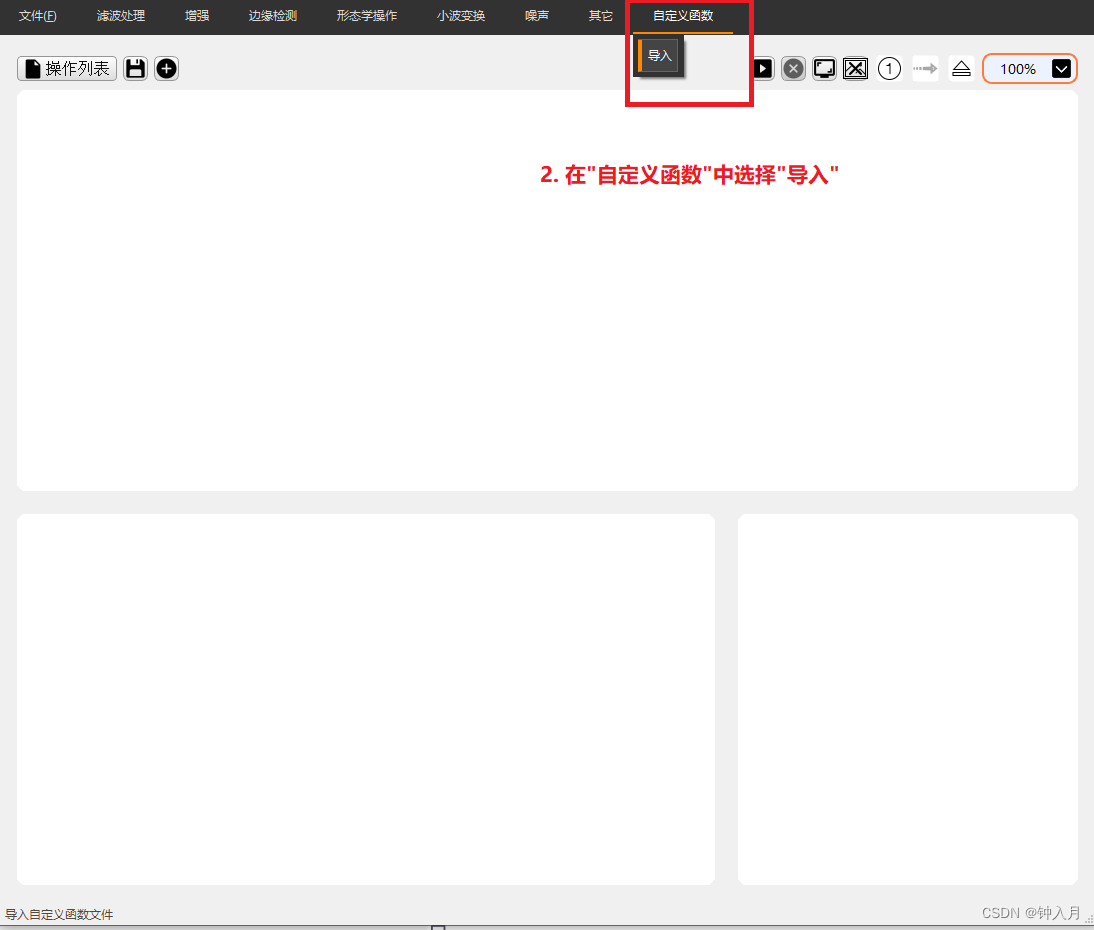 文件(F) 滤波处理 增强 边缘检测 形态学操作 小波变换 噪声 其它 自定义函数
导入
操作列表 1 100%
2. 在"自定义函数"中选择"导入"
导入自定义函数文件
CSDN @钟入月